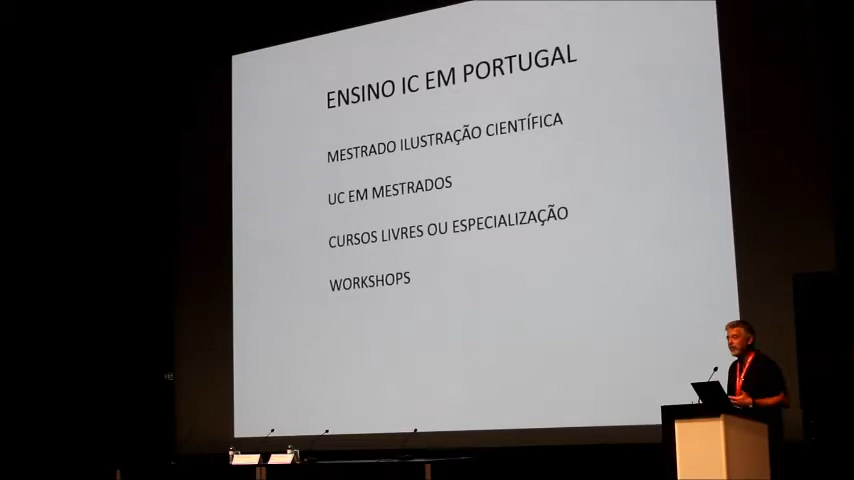 ENSINO IC EM PORTUGAL
MESTRADO ILUSTRAÇÃO CIENTÍFICA
UC EM MESTRADOS
CURSOS LIVRES OU ESPECIALIZAÇÃO
WORKSHOPS